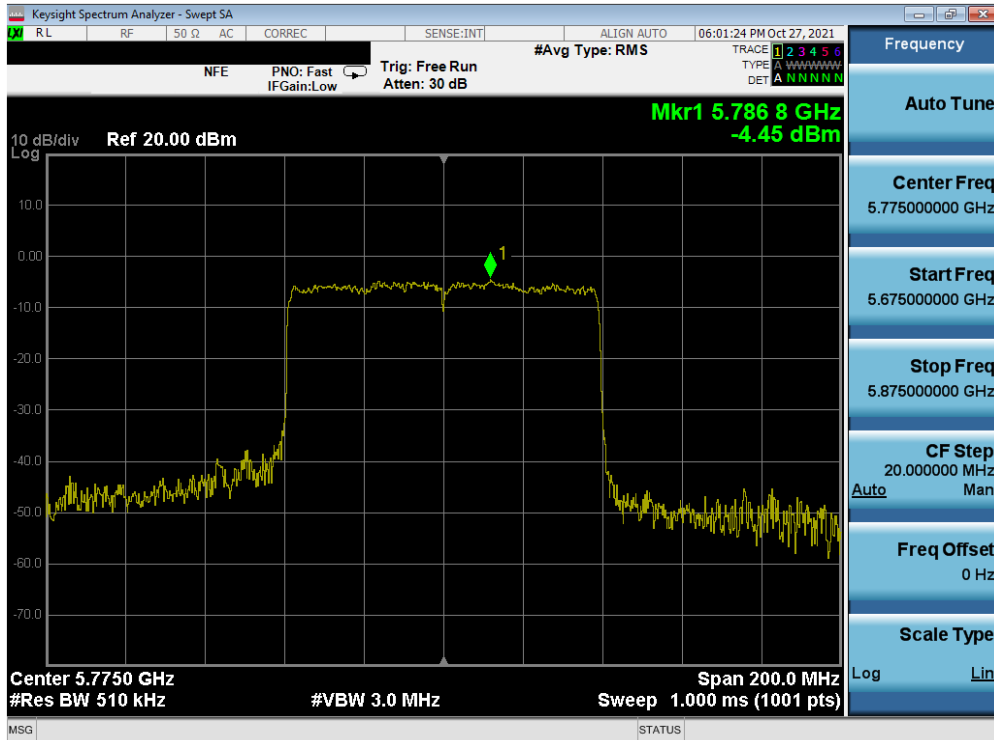 Keysight Spectrum Analyzer - Swept SA
LXI RL RF 50 Ω AC CORREC SENSE:INT ALIGN AUTO 06:01:24 PM Oct 27, 2021
NFE PNO: Fast Trig: Free Run #Avg Type: RMS TRACE 1 2 3 4 5 6
IFGain:Low Atten: 30 dB TYPE A WWWWW
DET A N N N N N
Mkr1 5.786 8 GHz
-4.45 dBm
10 dB/div Ref 20.00 dBm
Log
10.0
0.00
1
-10.0
-20.0
-30.0
-40.0
-50.0
-60.0
-70.0
Center 5.7750 GHz Span 200.0 MHz
#Res BW 510 kHz #VBW 3.0 MHz Sweep 1.000 ms (1001 pts)
MSG STATUS
Frequency
Auto Tune
Center Freq
5.775000000 GHz
Start Freq
5.675000000 GHz
Stop Freq
5.875000000 GHz
CF Step
20.000000 MHz
Auto Man
Freq Offset
0 Hz
Scale Type
Log Lin